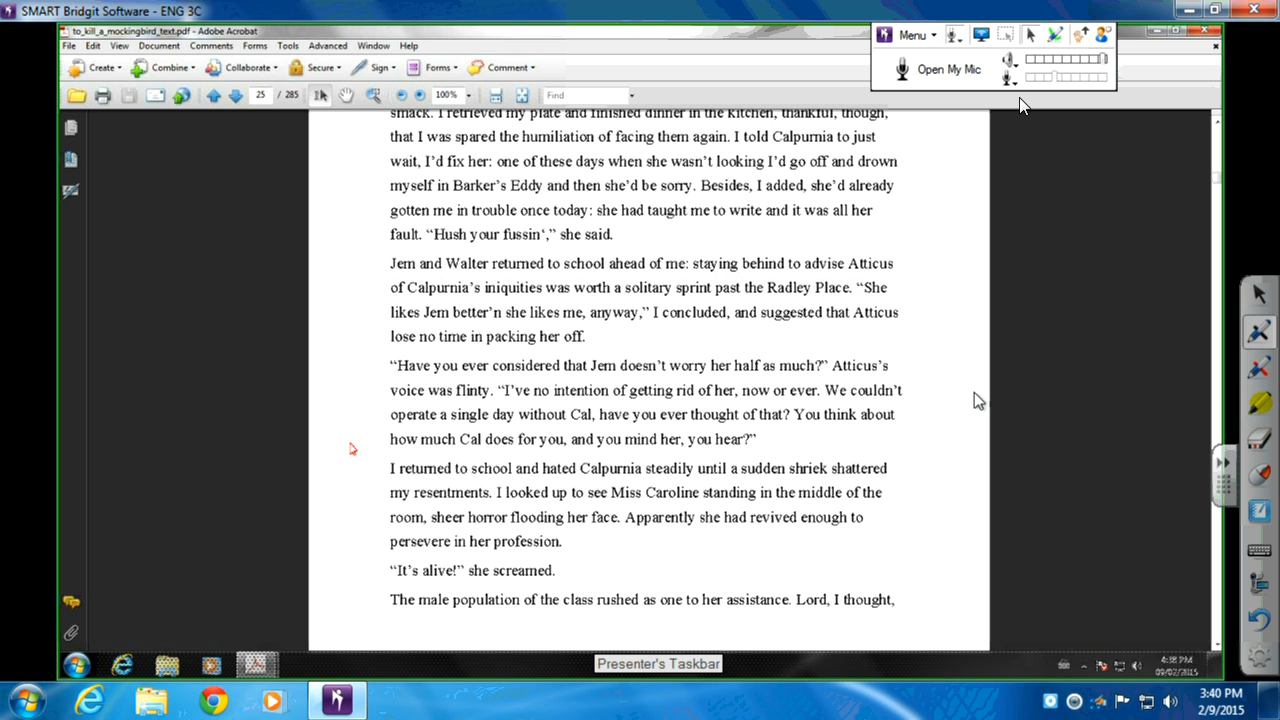 SMART Bridgit Software - ENG 3C
to_kill_a_mockingbird_text.pdf - Adobe Acrobat
File Edit View Document Comments Forms Tools Advanced Window Help
Menu
Create Combine Collaborate Secure Sign Forms Comment
Open My Mic
25 / 285 100% Find
smack. I retrieved my plate and finished dinner in the kitchen, thankful, though,
that I was spared the humiliation of facing them again. I told Calpurnia to just
wait, I’d fix her: one of these days when she wasn’t looking I’d go off and drown
myself in Barker’s Eddy and then she’d be sorry. Besides, I added, she’d already
gotten me in trouble once today: she had taught me to write and it was all her
fault. “Hush your fussin‘,” she said.
Jem and Walter returned to school ahead of me: staying behind to advise Atticus
of Calpurnia’s iniquities was worth a solitary sprint past the Radley Place. “She
likes Jem better’n she likes me, anyway,” I concluded, and suggested that Atticus
lose no time in packing her off.
“Have you ever considered that Jem doesn’t worry her half as much?” Atticus’s
voice was flinty. “I’ve no intention of getting rid of her, now or ever. We couldn’t
operate a single day without Cal, have you ever thought of that? You think about
how much Cal does for you, and you mind her, you hear?”
I returned to school and hated Calpurnia steadily until a sudden shriek shattered
my resentments. I looked up to see Miss Caroline standing in the middle of the
room, sheer horror flooding her face. Apparently she had revived enough to
persevere in her profession.
“It’s alive!” she screamed.
The male population of the class rushed as one to her assistance. Lord, I thought,
Presenter's Taskbar
4:38 PM
09/02/2015
3:40 PM
2/9/2015